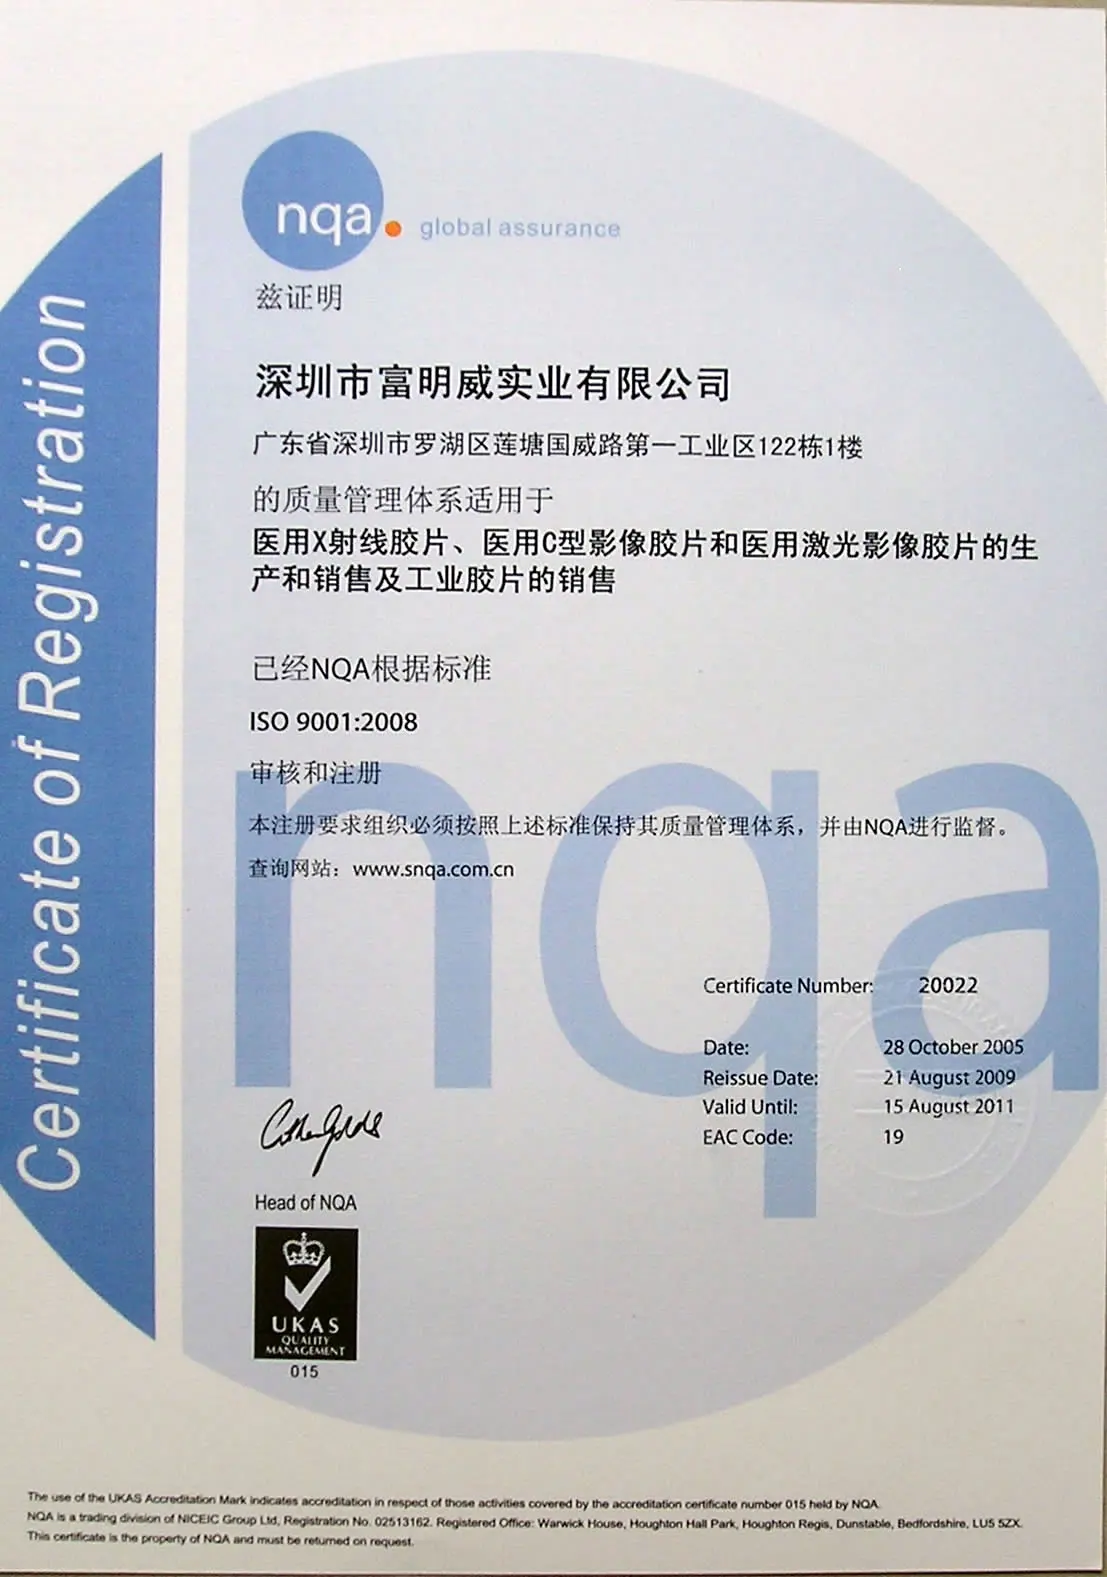 Certificate of Registration
nqa. global assurance
兹证明
深圳市富明威实业有限公司
广东省深圳市罗湖区莲塘国威路第一工业区122栋1楼
的质量管理体系适用于
医用X射线胶片、医用C型影像胶片和医用激光影像胶片的生
产和销售及工业胶片的销售
已经NQA根据标准
ISO 9001:2008
审核和注册
本注册要求组织必须按照上述标准保持其质量管理体系，并由NQA进行监督。
查询网站：www.snqa.com.cn
nqa
Certificate Number: 20022
Date: 28 October 2005
Reissue Date: 21 August 2009
Valid Until: 15 August 2011
EAC Code: 19
Head of NQA
UKAS
QUALITY
MANAGEMENT
015
The use of the UKAS Accreditation Mark indicates accreditation in respect of those activities covered by the accreditation certificate number 015 held by NQA.
NQA is a trading division of NICEIC Group Ltd, Registration No. 02513162. Registered Office: Warwick House, Houghton Hall Park, Houghton Regis, Dunstable, Bedfordshire, LU5 5ZX.
This certificate is the property of NQA and must be returned on request.